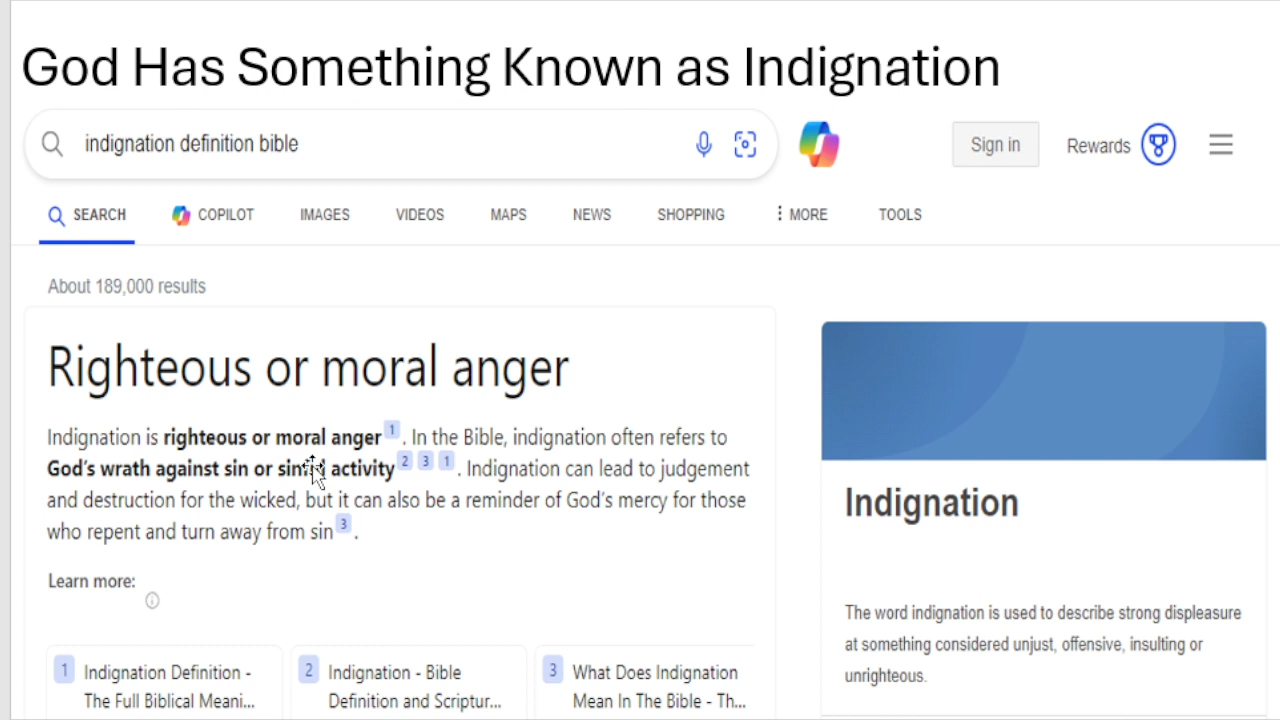 God Has Something Known as Indignation
indignation definition bible
Sign in
Rewards
SEARCH
COPILOT
IMAGES
VIDEOS
MAPS
NEWS
SHOPPING
MORE
TOOLS
About 189,000 results
Righteous or moral anger
Indignation is righteous or moral anger 1 . In the Bible, indignation often refers to
God's wrath against sin or sinful activity 2 3 1 . Indignation can lead to judgement
and destruction for the wicked, but it can also be a reminder of God's mercy for those
who repent and turn away from sin 3 .
Learn more:
1 Indignation Definition -
The Full Biblical Meani...
2 Indignation - Bible
Definition and Scriptur...
3 What Does Indignation
Mean In The Bible - Th...
Indignation
The word indignation is used to describe strong displeasure
at something considered unjust, offensive, insulting or
unrighteous.